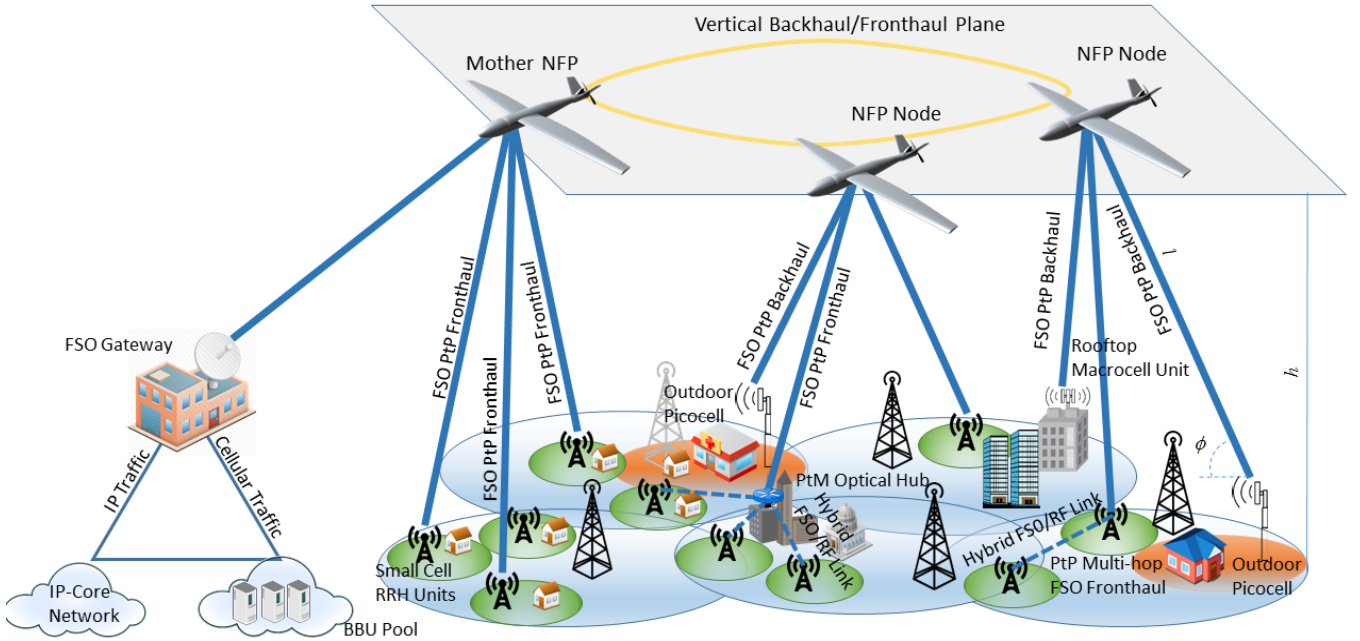 Vertical Backhaul/Fronthaul Plane
Mother NFP
NFP Node
NFP Node
FSO PtP Fronthaul
FSO PtP Fronthaul
FSO PtP Fronthaul
FSO PtP Backhaul
FSO PtP Fronthaul
FSO PtP Backhaul
FSO PtP Backhaul
l
h
ϕ
FSO Gateway
IP Traffic
Cellular Traffic
IP-Core
Network
BBU Pool
Outdoor
Picocell
Rooftop
Macrocell Unit
PtM Optical Hub
Hybrid
FSO/RF Link
Hybrid FSO/RF Link
Small Cell
RRH Units
PtP Multi-hop
FSO Fronthaul
Outdoor
Picocell